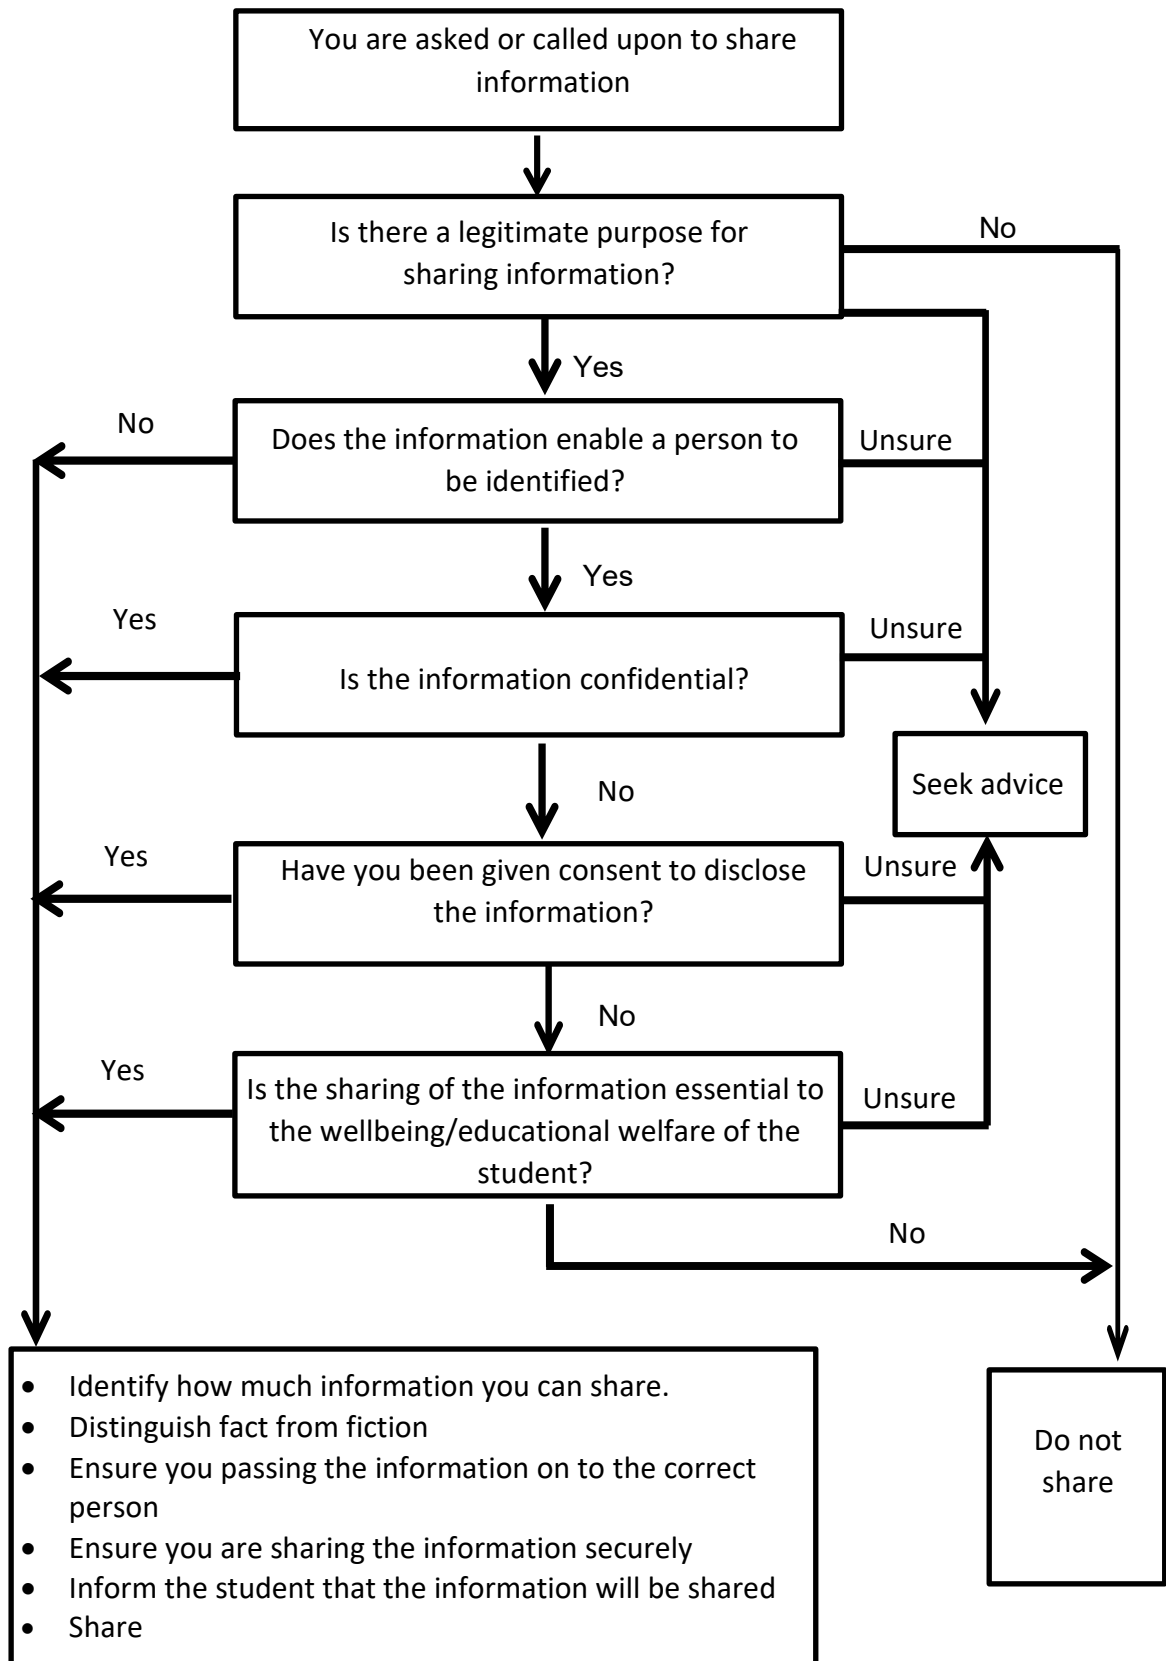 You are asked or called upon to share
information
Is there a legitimate purpose for
sharing information?
No
Yes
No
Does the information enable a person to
be identified?
Unsure
Yes
Yes
Is the information confidential?
Unsure
No
Seek advice
Yes
Have you been given consent to disclose
the information?
Unsure
No
Yes
Is the sharing of the information essential to
the wellbeing/educational welfare of the
student?
Unsure
No
• Identify how much information you can share.
• Distinguish fact from fiction
• Ensure you passing the information on to the correct
person
• Ensure you are sharing the information securely
• Inform the student that the information will be shared
• Share
Do not
share